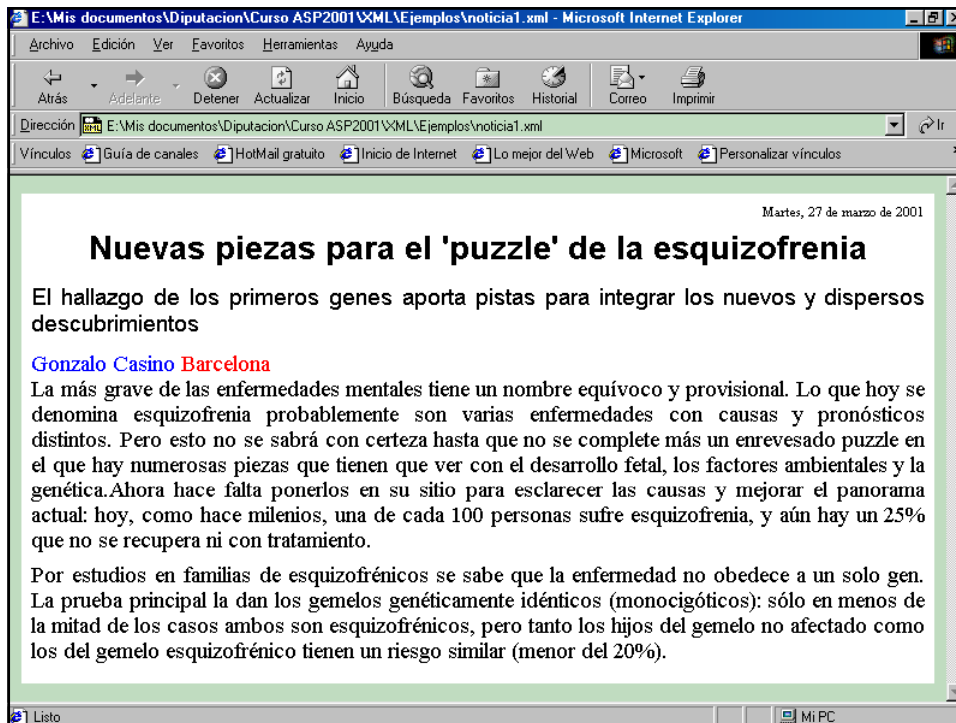 E:\Mis documentos\Diputacion\Curso ASP2001\XML\Ejemplos\noticia1.xml - Microsoft Internet Explorer
Archivo Edición Ver Favoritos Herramientas Ayuda
Atrás Adelante Detener Actualizar Inicio Búsqueda Favoritos Historial Correo Imprimir
Dirección E:\Mis documentos\Diputacion\Curso ASP2001\XML\Ejemplos\noticia1.xml Ir
Vínculos Guía de canales HotMail gratuito Inicio de Internet Lo mejor del Web Microsoft Personalizar vínculos
Martes, 27 de marzo de 2001
Nuevas piezas para el 'puzzle' de la esquizofrenia
El hallazgo de los primeros genes aporta pistas para integrar los nuevos y dispersos
descubrimientos
Gonzalo Casino Barcelona
La más grave de las enfermedades mentales tiene un nombre equívoco y provisional. Lo que hoy se
denomina esquizofrenia probablemente son varias enfermedades con causas y pronósticos
distintos. Pero esto no se sabrá con certeza hasta que no se complete más un enrevesado puzzle en
el que hay numerosas piezas que tienen que ver con el desarrollo fetal, los factores ambientales y la
genética.Ahora hace falta ponerlos en su sitio para esclarecer las causas y mejorar el panorama
actual: hoy, como hace milenios, una de cada 100 personas sufre esquizofrenia, y aún hay un 25%
que no se recupera ni con tratamiento.
Por estudios en familias de esquizofrénicos se sabe que la enfermedad no obedece a un solo gen.
La prueba principal la dan los gemelos genéticamente idénticos (monocigóticos): sólo en menos de
la mitad de los casos ambos son esquizofrénicos, pero tanto los hijos del gemelo no afectado como
los del gemelo esquizofrénico tienen un riesgo similar (menor del 20%).
Listo Mi PC